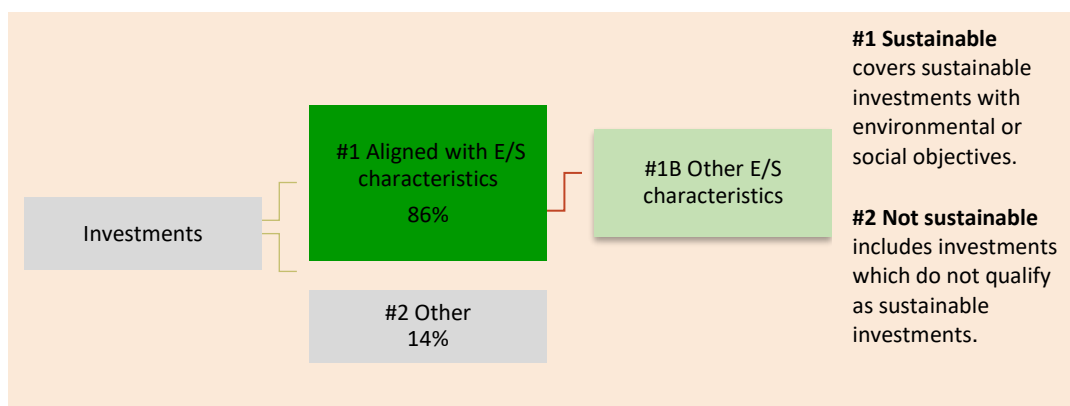 Investments
#1 Aligned with E/S
characteristics
86%
#2 Other
14%
#1B Other E/S
characteristics
#1 Sustainable
covers sustainable
investments with
environmental or
social objectives.
#2 Not sustainable
includes investments
which do not qualify
as sustainable
investments.